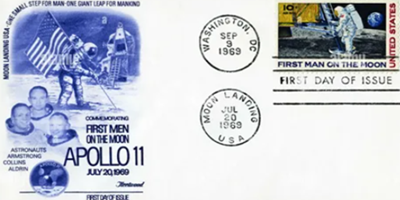 MOON LANDING USA · ONE SMALL STEP FOR MAN · ONE GIANT LEAP FOR MANKIND
COMMEMORATING
FIRST MEN
ON THE MOON
APOLLO 11
JULY 20, 1969
ASTRONAUTS
ARMSTRONG
COLLINS
ALDRIN
Fleetwood
FIRST DAY OF ISSUE
WASHINGTON, DC
SEP
9
1969
MOON LANDING
JUL
20
1969
USA
10¢
UNITED STATES
FIRST MAN ON THE MOON
FIRST DAY OF ISSUE